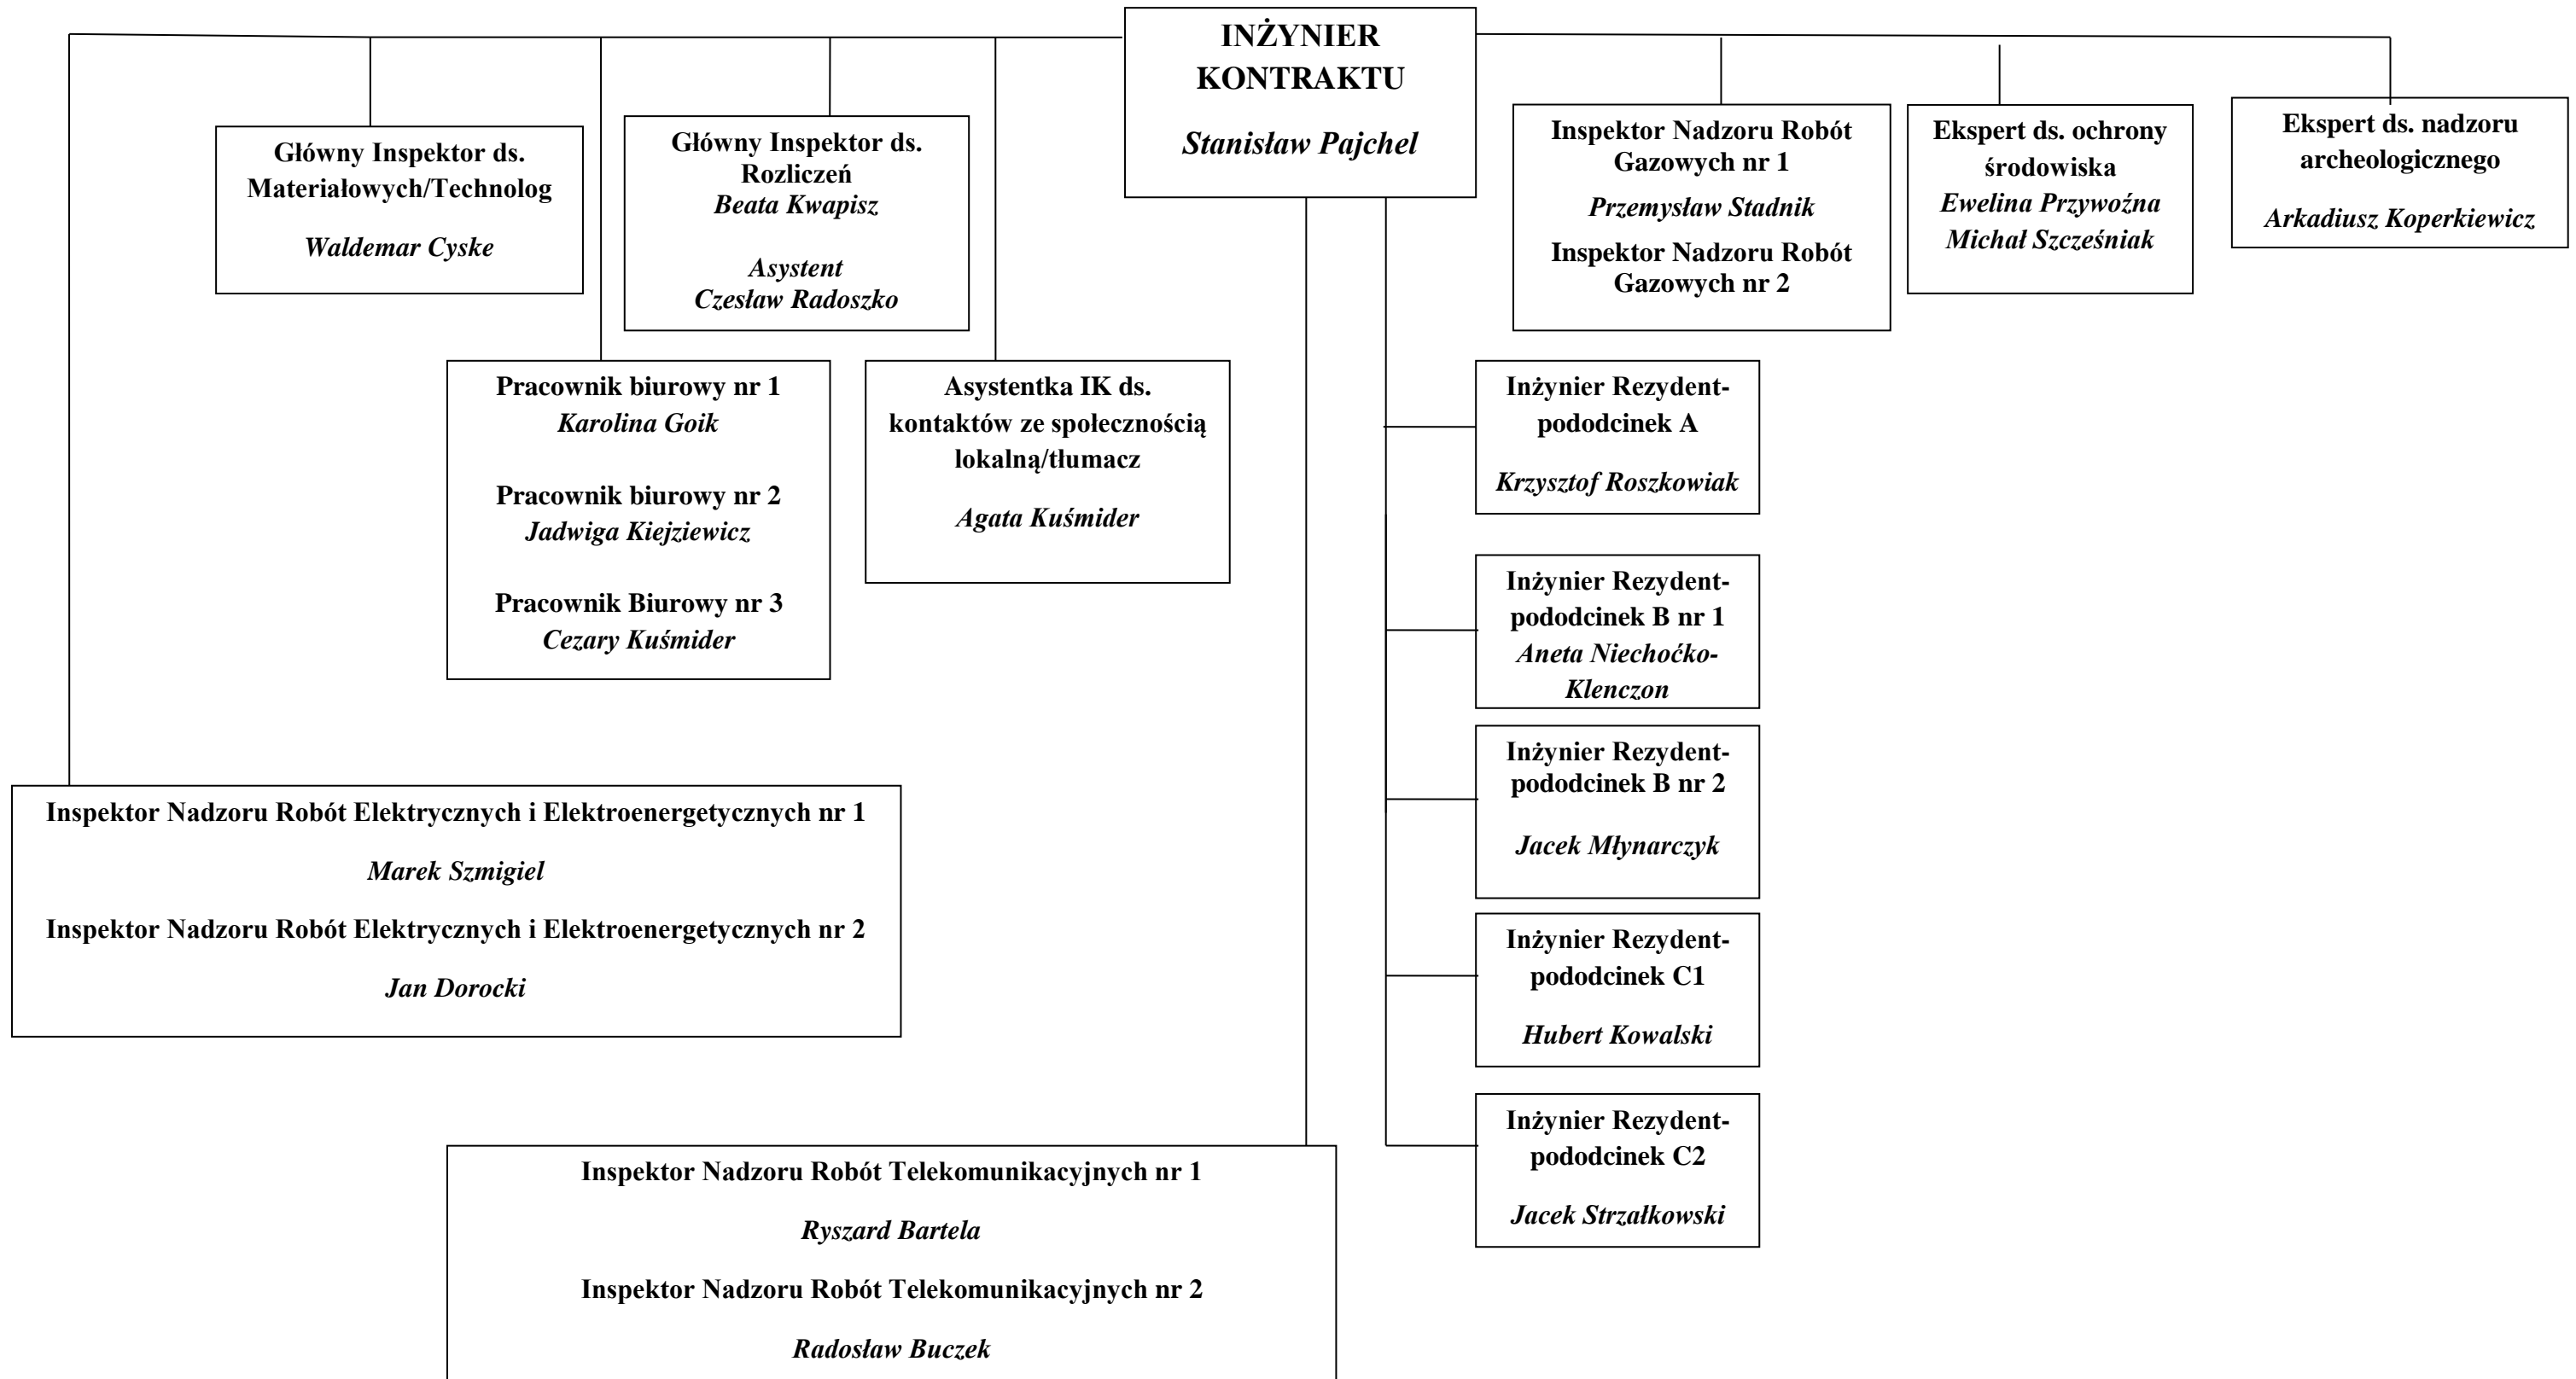 INŻYNIER
KONTRAKTU
Stanisław Pajchel
Główny Inspektor ds.
Materiałowych/Technolog
Waldemar Cyske
Główny Inspektor ds.
Rozliczeń
Beata Kwapisz
Asystent
Czesław Radoszko
Inspektor Nadzoru Robót
Gazowych nr 1
Przemysław Stadnik
Inspektor Nadzoru Robót
Gazowych nr 2
Ekspert ds. ochrony
środowiska
Ewelina Przywoźna
Michał Szcześniak
Ekspert ds. nadzoru
archeologicznego
Arkadiusz Koperkiewicz
Pracownik biurowy nr 1
Karolina Goik
Pracownik biurowy nr 2
Jadwiga Kiejziewicz
Pracownik Biurowy nr 3
Cezary Kuśmider
Asystentka IK ds.
kontaktów ze społecznością
lokalną/tłumacz
Agata Kuśmider
Inżynier Rezydent-
pododcinek A
Krzysztof Roszkowiak
Inżynier Rezydent-
pododcinek B nr 1
Aneta Niechoćko-
Klenczon
Inżynier Rezydent-
pododcinek B nr 2
Jacek Młynarczyk
Inżynier Rezydent-
pododcinek C1
Hubert Kowalski
Inżynier Rezydent-
pododcinek C2
Jacek Strzałkowski
Inspektor Nadzoru Robót Elektrycznych i Elektroenergetycznych nr 1
Marek Szmigiel
Inspektor Nadzoru Robót Elektrycznych i Elektroenergetycznych nr 2
Jan Dorocki
Inspektor Nadzoru Robót Telekomunikacyjnych nr 1
Ryszard Bartela
Inspektor Nadzoru Robót Telekomunikacyjnych nr 2
Radosław Buczek